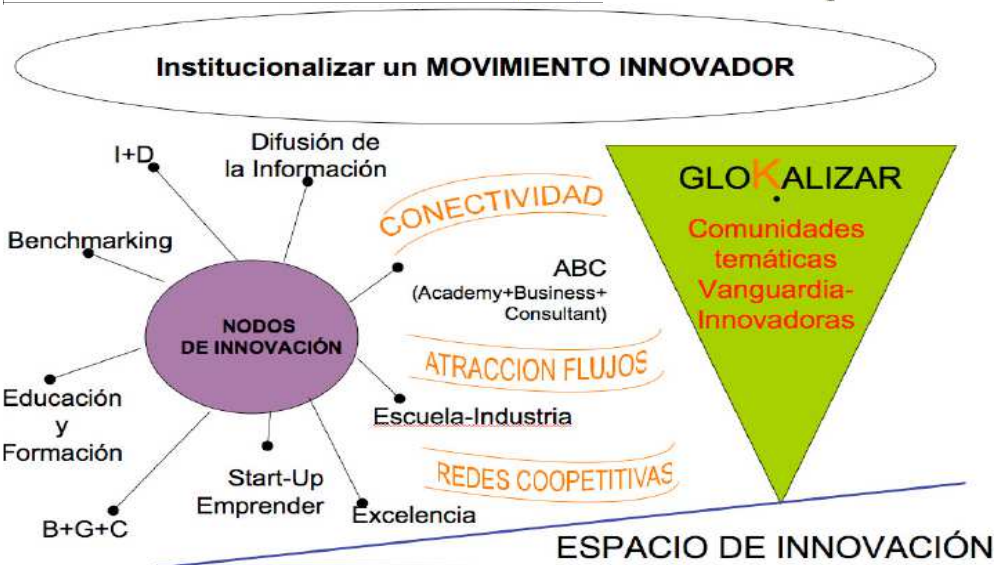 Institucionalizar un MOVIMIENTO INNOVADOR
I+D
Difusión de
la Información
Benchmarking
NODOS
DE INNOVACIÓN
Educación
y
Formación
B+G+C
Start-Up
Emprender
Excelencia
Escuela-Industria
CONECTIVIDAD
ABC
(Academy+Business+
Consultant)
ATRACCION FLUJOS
REDES COOPETITIVAS
GLOKALIZAR
Comunidades
temáticas
Vanguardia-
Innovadoras
ESPACIO DE INNOVACIÓN